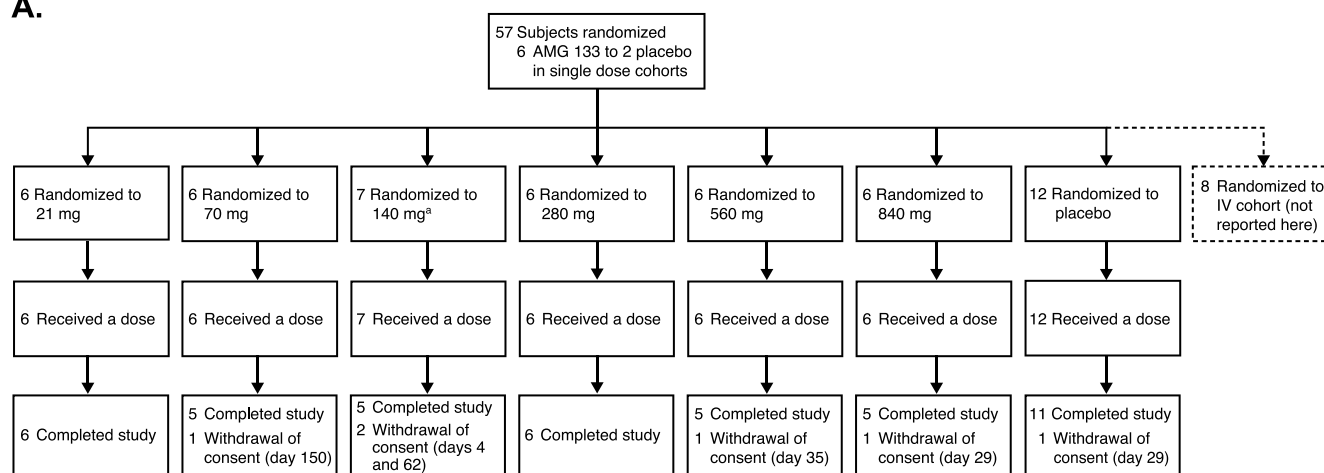 A.
57 Subjects randomized
6 AMG 133 to 2 placebo
in single dose cohorts
6 Randomized to
21 mg
6 Randomized to
70 mg
7 Randomized to
140 mgᵃ
6 Randomized to
280 mg
6 Randomized to
560 mg
6 Randomized to
840 mg
12 Randomized to
placebo
8 Randomized to
IV cohort (not
reported here)
6 Received a dose
6 Received a dose
7 Received a dose
6 Received a dose
6 Received a dose
6 Received a dose
12 Received a dose
6 Completed study
5 Completed study
1 Withdrawal of
consent (day 150)
5 Completed study
2 Withdrawal of
consent (days 4
and 62)
6 Completed study
5 Completed study
1 Withdrawal of
consent (day 35)
5 Completed study
1 Withdrawal of
consent (day 29)
11 Completed study
1 Withdrawal of
consent (day 29)